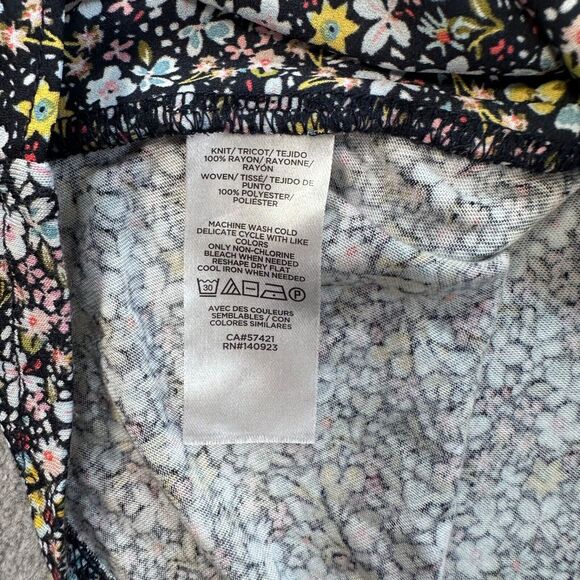 KNIT/ TRICOT/ TEJIDO
100% RAYON/ RAYONNE/
RAYÓN
WOVEN/ TISSÉ/ TEJIDO DE
PUNTO
100% POLYESTER/
POLIÉSTER
MACHINE WASH COLD
DELICATE CYCLE WITH LIKE
COLORS
ONLY NON-CHLORINE
BLEACH WHEN NEEDED
RESHAPE DRY FLAT
COOL IRON WHEN NEEDED
30 P
AVEC DES COULEURS
SEMBLABLES / CON
COLORES SIMILARES
CA#57421
RN#140923